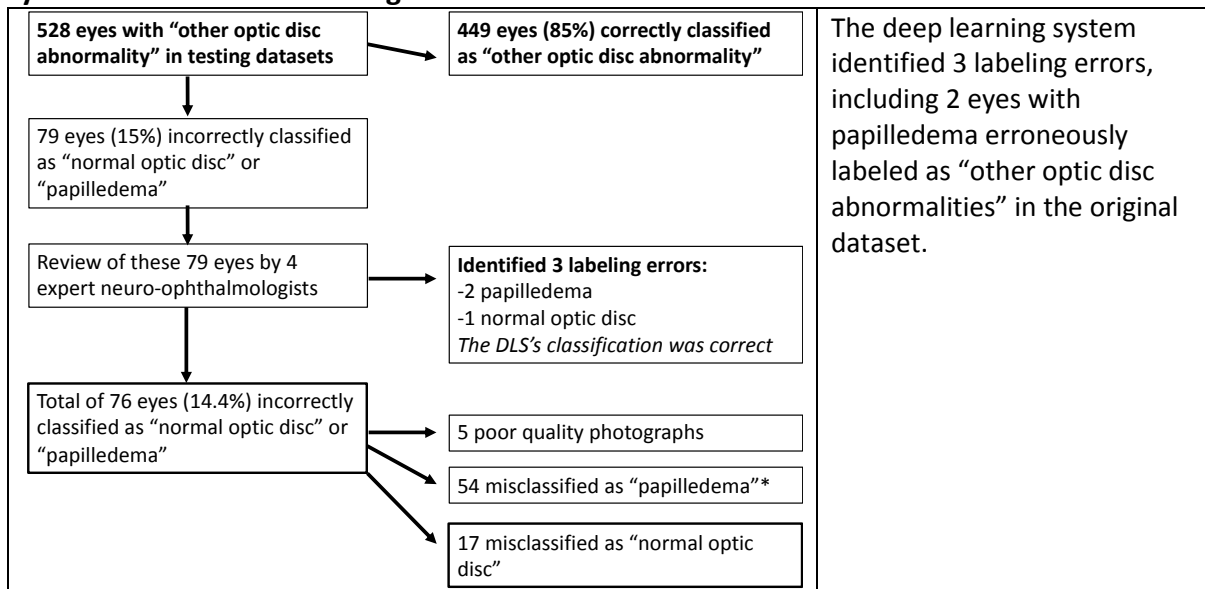 528 eyes with “other optic disc
abnormality” in testing datasets
449 eyes (85%) correctly classified
as “other optic disc abnormality”
79 eyes (15%) incorrectly classified
as “normal optic disc” or
“papilledema”
Review of these 79 eyes by 4
expert neuro-ophthalmologists
Identified 3 labeling errors:
-2 papilledema
-1 normal optic disc
The DLS’s classification was correct
Total of 76 eyes (14.4%) incorrectly
classified as “normal optic disc” or
“papilledema”
5 poor quality photographs
54 misclassified as “papilledema”*
17 misclassified as “normal optic
disc”
The deep learning system
identified 3 labeling errors,
including 2 eyes with
papilledema erroneously
labeled as “other optic disc
abnormalities” in the original
dataset.